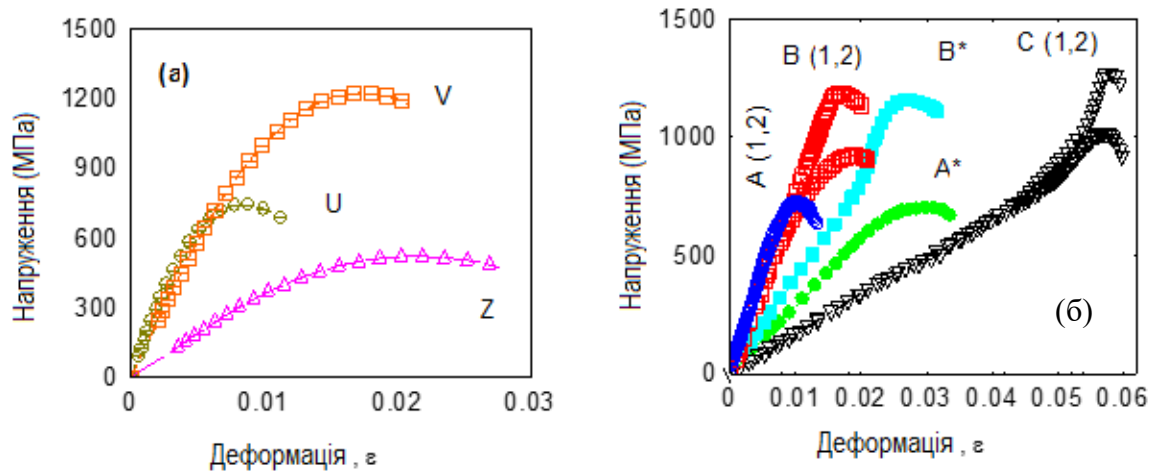 1500
1200
900
600
300
0
(а)
V
U
Z
0
0.01
0.02
0.03
Напруження (МПа)
Деформація , ε
1500
1000
500
0
A (1,2)
B (1,2)
B*
A*
C (1,2)
(б)
0
0.01
0.02
0.03
0.04
0.05
0.06
Напруження (МПа)
Деформація , ε